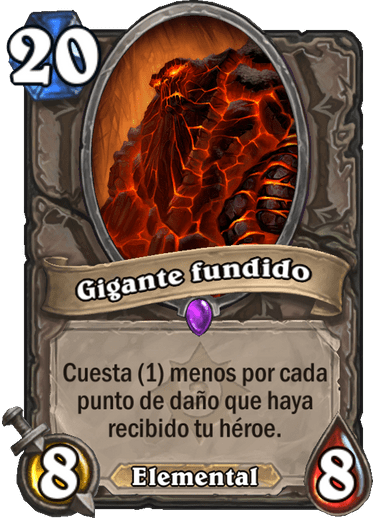 20
Gigante fundido
Cuesta (1) menos por cada
punto de daño que haya
recibido tu héroe.
8
Elemental
8